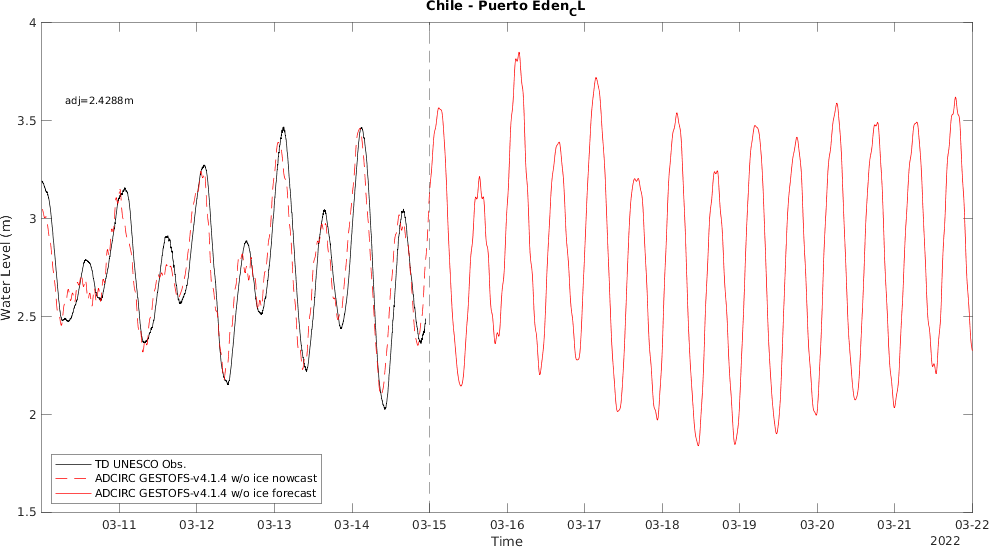 Chile - Puerto EdenCL
4
3.5
3
2.5
2
1.5
Water Level (m)
adj=2.4288m
TD UNESCO Obs.
ADCIRC GESTOFS-v4.1.4 w/o ice nowcast
ADCIRC GESTOFS-v4.1.4 w/o ice forecast
03-11 03-12 03-13 03-14 03-15 03-16 03-17 03-18 03-19 03-20 03-21 03-22
Time
2022